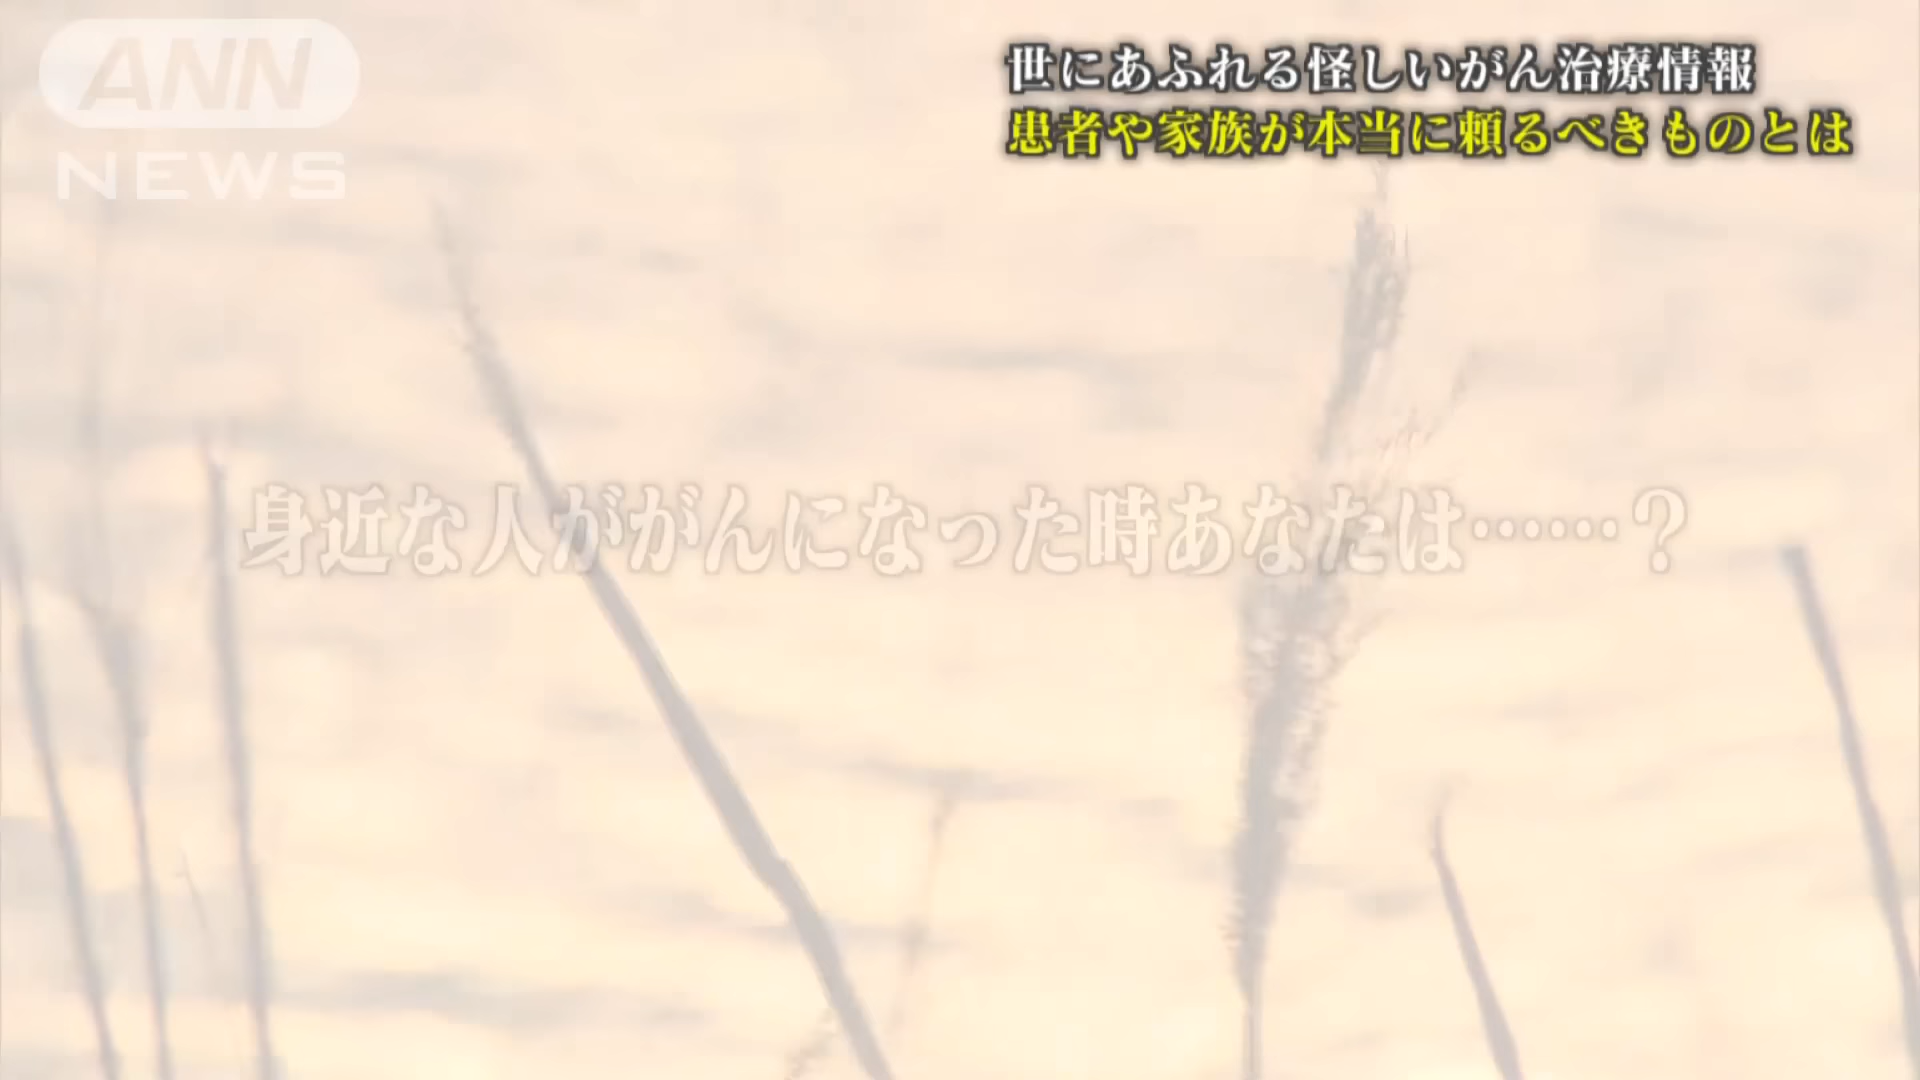 ANN
NEWS
世にあふれる怪しいがん治療情報
患者や家族が本当に頼るべきものとは
身近な人ががんになった時あなたは……？